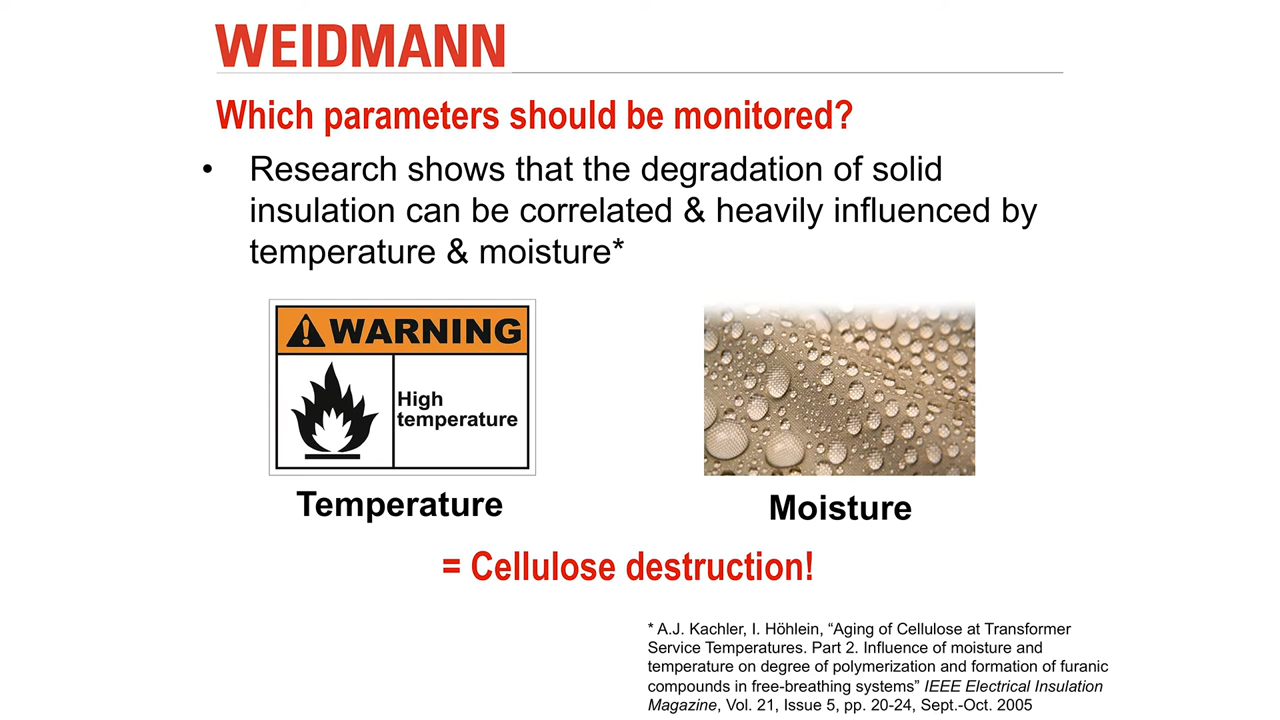 WEIDMANN
Which parameters should be monitored?
• Research shows that the degradation of solid
insulation can be correlated & heavily influenced by
temperature & moisture*
WARNING
High
temperature
Temperature
Moisture
= Cellulose destruction!
* A.J. Kachler, I. Höhlein, “Aging of Cellulose at Transformer
Service Temperatures. Part 2. Influence of moisture and
temperature on degree of polymerization and formation of furanic
compounds in free-breathing systems” IEEE Electrical Insulation
Magazine, Vol. 21, Issue 5, pp. 20-24, Sept.-Oct. 2005